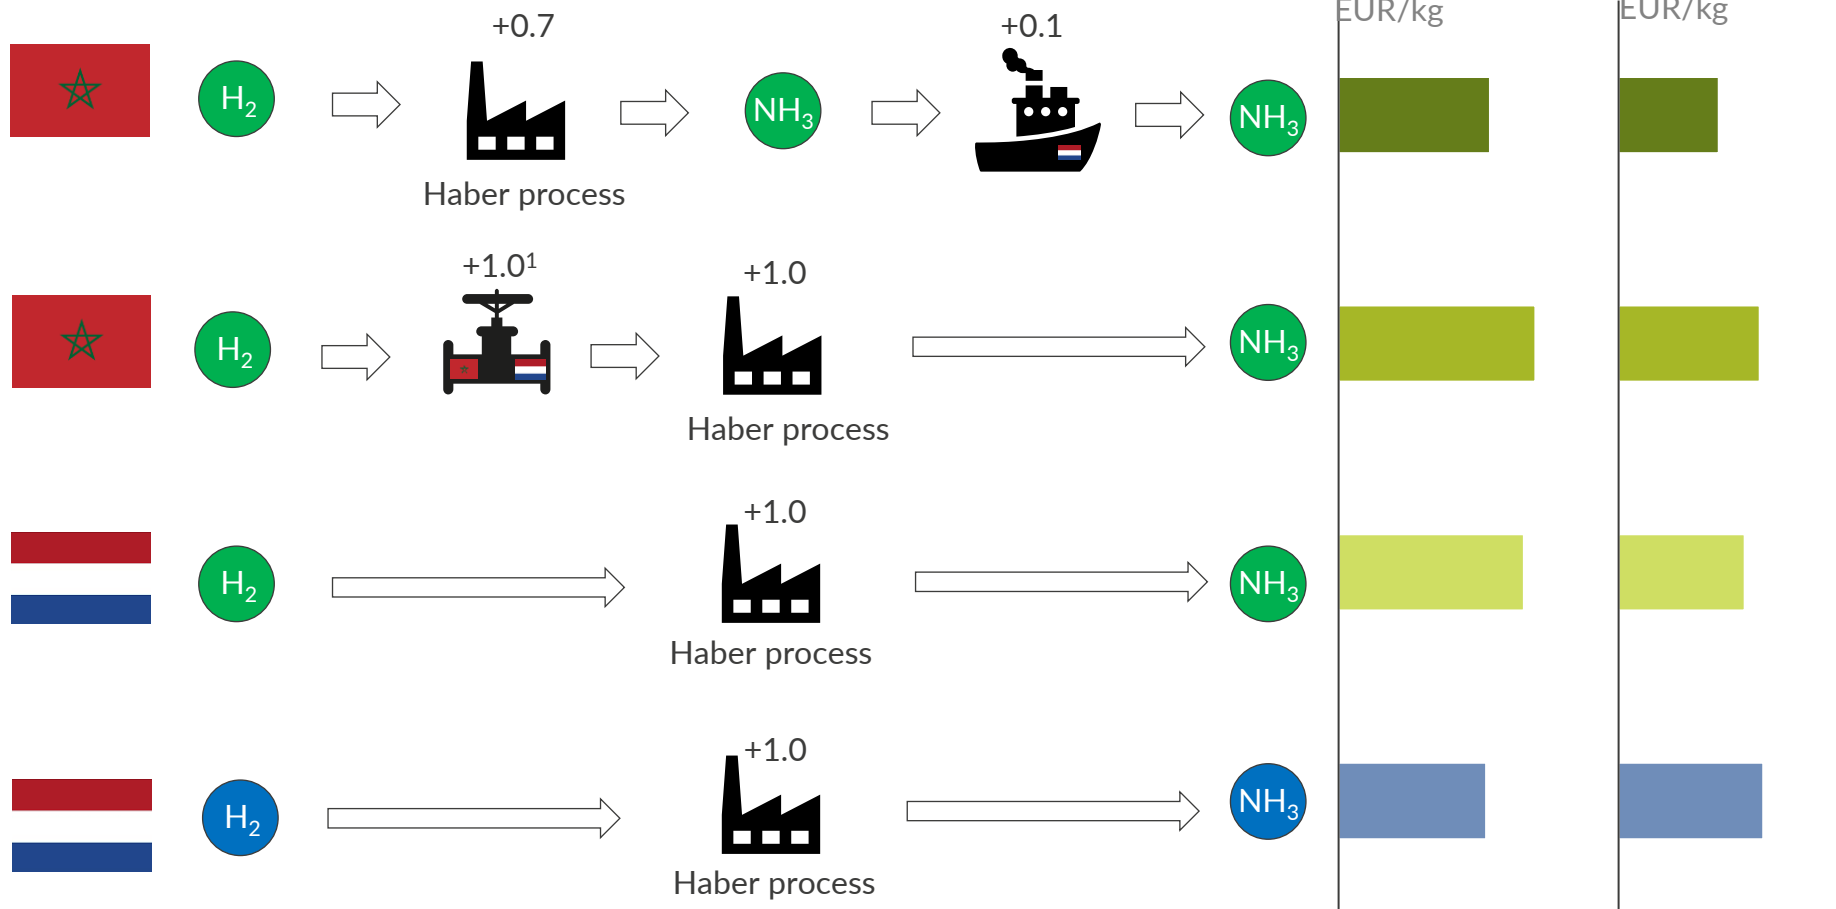 +0.7
+0.1
EUR/kg
EUR/kg
H₂
NH₃
NH₃
Haber process
+1.0¹
+1.0
H₂
NH₃
Haber process
+1.0
H₂
NH₃
Haber process
+1.0
H₂
NH₃
Haber process